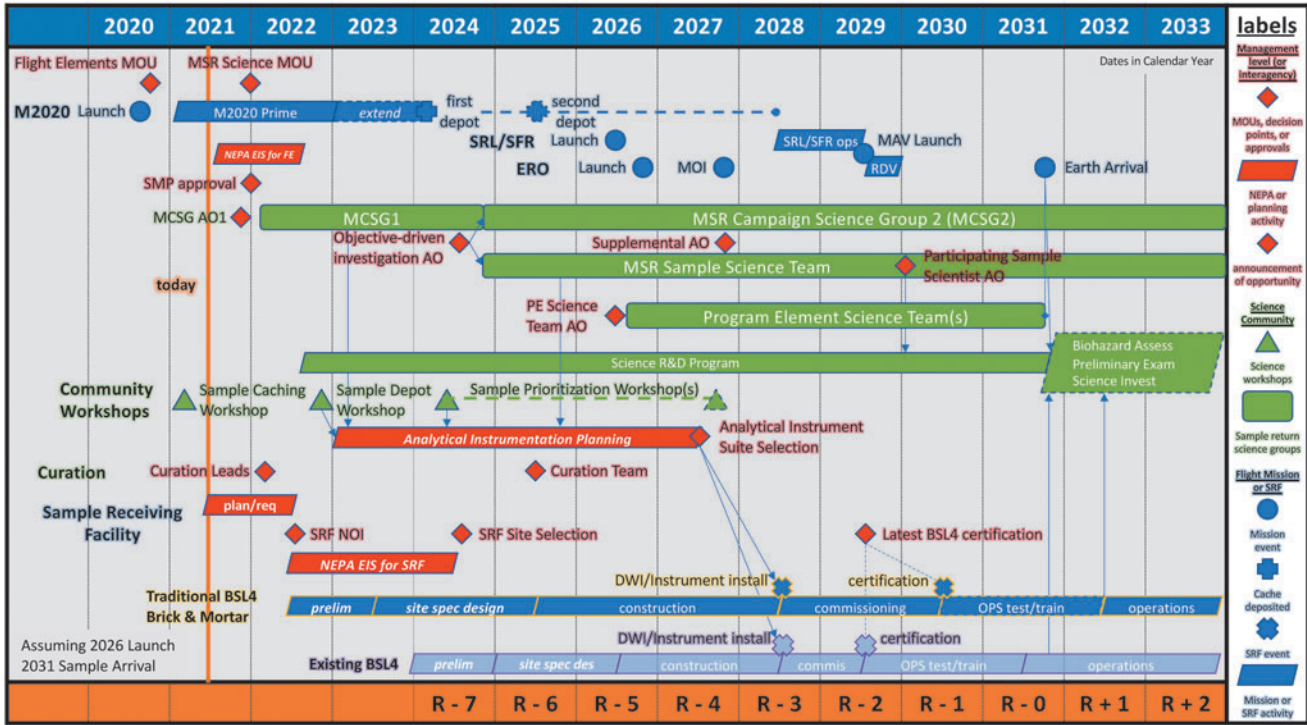 2020 2021 2022 2023 2024 2025 2026 2027 2028 2029 2030 2031 2032 2033
Dates in Calendar Year
Flight Elements MOU
MSR Science MOU
M2020 Launch
M2020 Prime
extend
first
depot
second
depot
SRL/SFR Launch
SRL/SFR ops
MAV Launch
NEPA EIS for FE
ERO Launch
MOI
RDV
Earth Arrival
SMP approval
MCSG AO1
MCSG1
MSR Campaign Science Group 2 (MCSG2)
Objective-driven
investigation AO
Supplemental AO
Participating Sample
Scientist AO
MSR Sample Science Team
today
PE Science
Team AO
Program Element Science Team(s)
Science R&D Program
Biohazard Assess
Preliminary Exam
Science Invest
Community
Workshops
Sample Caching
Workshop
Sample Depot
Workshop
Sample Prioritization Workshop(s)
Analytical Instrumentation Planning
Analytical Instrument
Suite Selection
Curation
Curation Leads
Curation Team
Sample Receiving
Facility
plan/req
SRF NOI
SRF Site Selection
Latest BSL4 certification
NEPA EIS for SRF
DWI/Instrument install
certification
Traditional BSL4
Brick & Mortar
prelim
site spec design
construction
commissioning
OPS test/train
operations
DWI/Instrument install
certification
Assuming 2026 Launch
2031 Sample Arrival
Existing BSL4
prelim
site spec des
construction
commis
OPS test/train
operations
R - 7 R - 6 R - 5 R - 4 R - 3 R - 2 R - 1 R - 0 R + 1 R + 2
labels
Management
level (or
interagency)
MOUs, decision
points, or
approvals
NEPA or
planning
activity
announcement
of opportunity
Science
Community
Science
workshops
Sample return
science groups
Flight Mission
or SRF
Mission
event
Cache
deposited
SRF event
Mission or
SRF activity